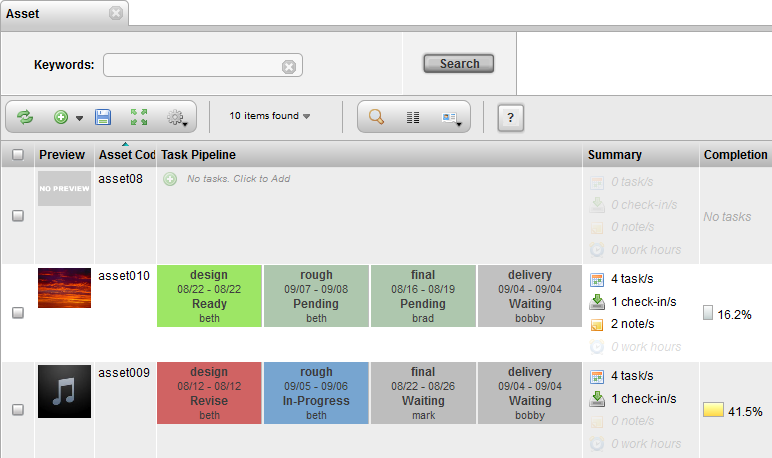 Asset
Keywords:
Search
10 items found
?
Preview
Asset Cod
Task Pipeline
Summary
Completion
NO PREVIEW
asset08
No tasks. Click to Add
0 task/s
0 check-in/s
0 note/s
0 work hours
No tasks
asset010
design
08/22 - 08/22
Ready
beth
rough
09/07 - 09/08
Pending
beth
final
08/16 - 08/19
Pending
brad
delivery
09/04 - 09/04
Waiting
bobby
4 task/s
1 check-in/s
2 note/s
0 work hours
16.2%
asset009
design
08/12 - 08/12
Revise
beth
rough
09/05 - 09/06
In-Progress
beth
final
08/22 - 08/26
Waiting
mark
delivery
09/04 - 09/04
Waiting
bobby
4 task/s
1 check-in/s
0 note/s
0 work hours
41.5%